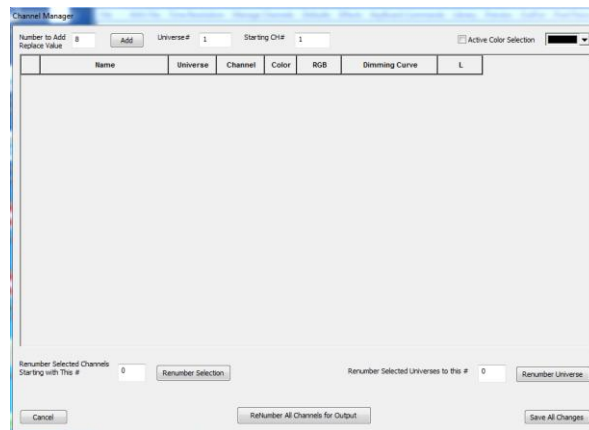 Channel Manager
Number to Add
Replace Value
8
Add
Universe#
1
Starting CH#
1
Active Color Selection
Name Universe Channel Color RGB Dimming Curve L
Renumber Selected Channels
Starting with This #
0
Renumber Selection
Renumber Selected Universes to this #
0
Renumber Universe
Cancel
ReNumber All Channels for Output
Save All Changes